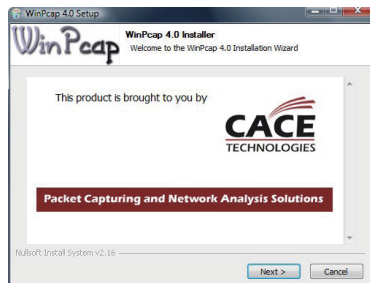 WinPcap 4.0 Setup
WinPcap
WinPcap 4.0 Installer
Welcome to the WinPcap 4.0 Installation Wizard
This product is brought to you by
CACE
TECHNOLOGIES
Packet Capturing and Network Analysis Solutions
Nullsoft Install System v2.16
Next >
Cancel